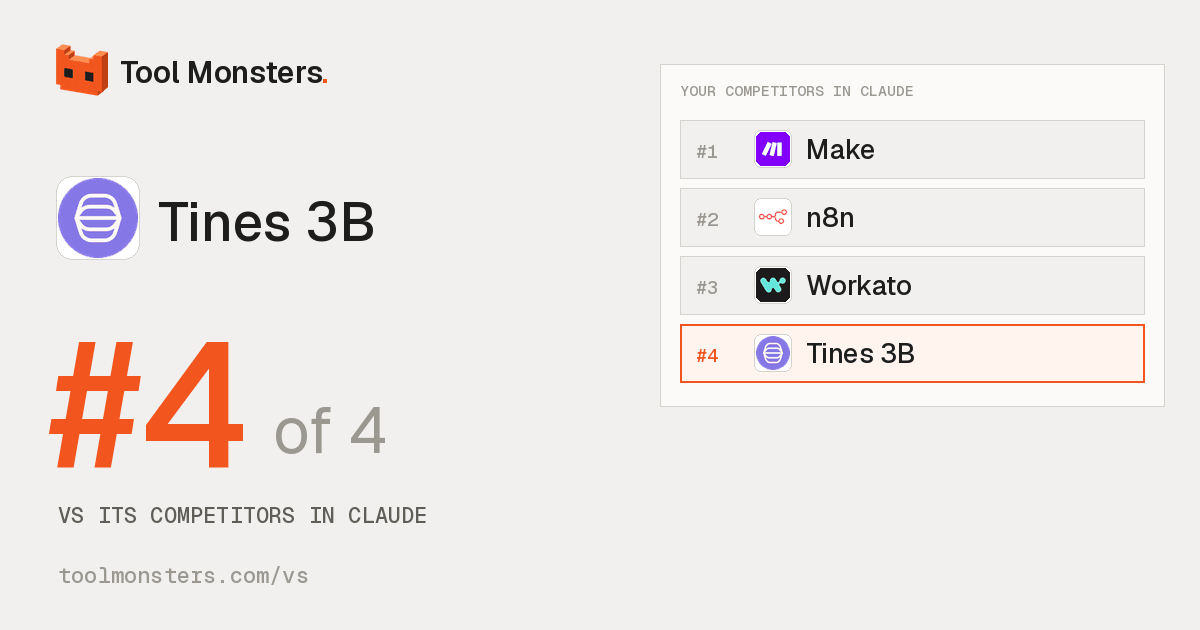 Tool Monsters.
Tines 3B
#4 of 4
VS ITS COMPETITORS IN CLAUDE
toolmonsters.com/vs
YOUR COMPETITORS IN CLAUDE
#1 Make
#2 n8n
#3 Workato
#4 Tines 3B